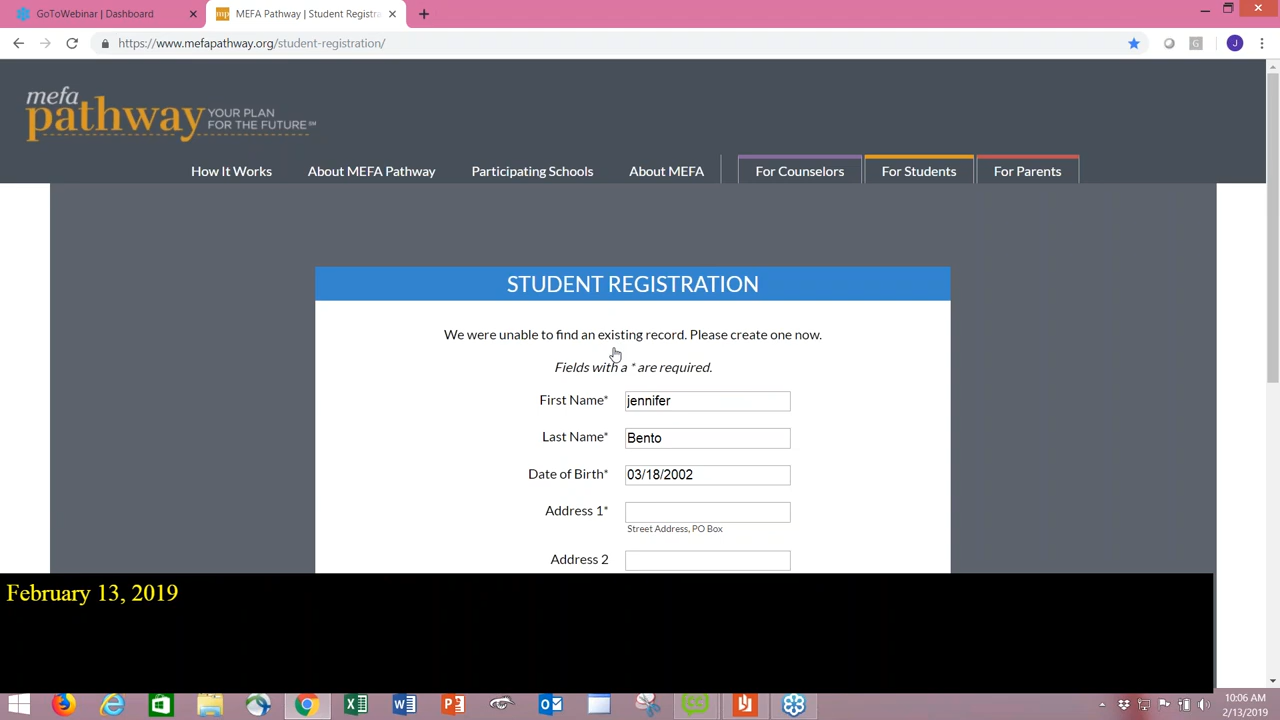 GoToWebinar | Dashboard
MEFA Pathway | Student Registra
https://www.mefapathway.org/student-registration/
J
mefa
pathway
YOUR PLAN
FOR THE FUTURE℠
How It Works
About MEFA Pathway
Participating Schools
About MEFA
For Counselors
For Students
For Parents
STUDENT REGISTRATION
We were unable to find an existing record. Please create one now.
Fields with a * are required.
First Name* jennifer
Last Name* Bento
Date of Birth* 03/18/2002
Address 1*
Street Address, PO Box
Address 2
February 13, 2019
10:06 AM
2/13/2019